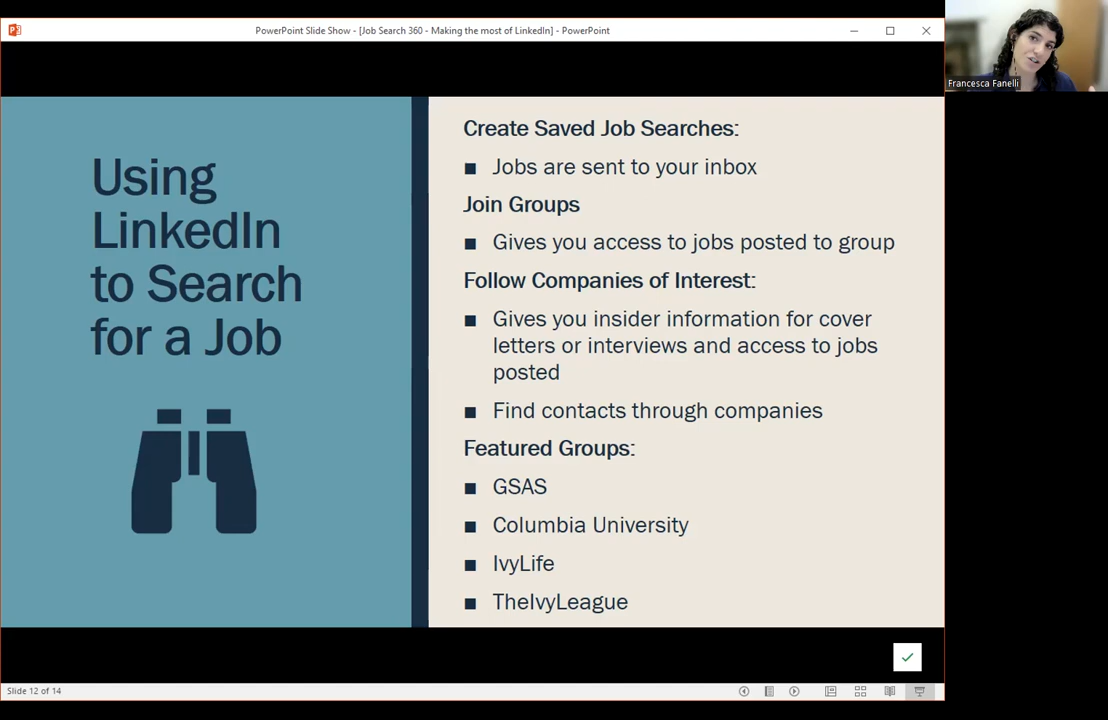 PowerPoint Slide Show - [Job Search 360 - Making the most of LinkedIn] - PowerPoint
Francesca Fanelli
Using
LinkedIn
to Search
for a Job
Create Saved Job Searches:
■ Jobs are sent to your inbox
Join Groups
■ Gives you access to jobs posted to group
Follow Companies of Interest:
■ Gives you insider information for cover
letters or interviews and access to jobs
posted
■ Find contacts through companies
Featured Groups:
■ GSAS
■ Columbia University
■ IvyLife
■ TheIvyLeague
Slide 12 of 14